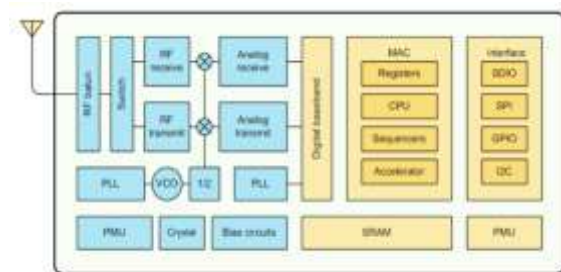 RF balun
Switch
RF
receive
Analog
receive
RF
transmit
Analog
transmit
Digital baseband
MAC
Registers
CPU
Sequencers
Accelerator
Interface
SDIO
SPI
GPIO
I2C
PLL
VCO
1/2
PLL
PMU
Crystal
Bias circuits
SRAM
PMU